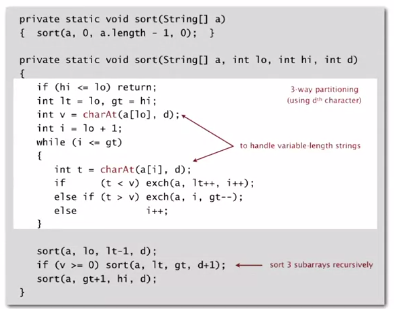 private static void sort(String[] a)
{  sort(a, 0, a.length - 1, 0);  }
private static void sort(String[] a, int lo, int hi, int d)
{
if (hi <= lo) return;
int lt = lo, gt = hi;
int v = charAt(a[lo], d);
int i = lo + 1;
while (i <= gt)
{
int t = charAt(a[i], d);
if      (t < v) exch(a, lt++, i++);
else if (t > v) exch(a, i, gt--);
else            i++;
}
3-way partitioning
(using dth character)
to handle variable-length strings
sort(a, lo, lt-1, d);
if (v >= 0) sort(a, lt, gt, d+1);
sort 3 subarrays recursively
sort(a, gt+1, hi, d);
}